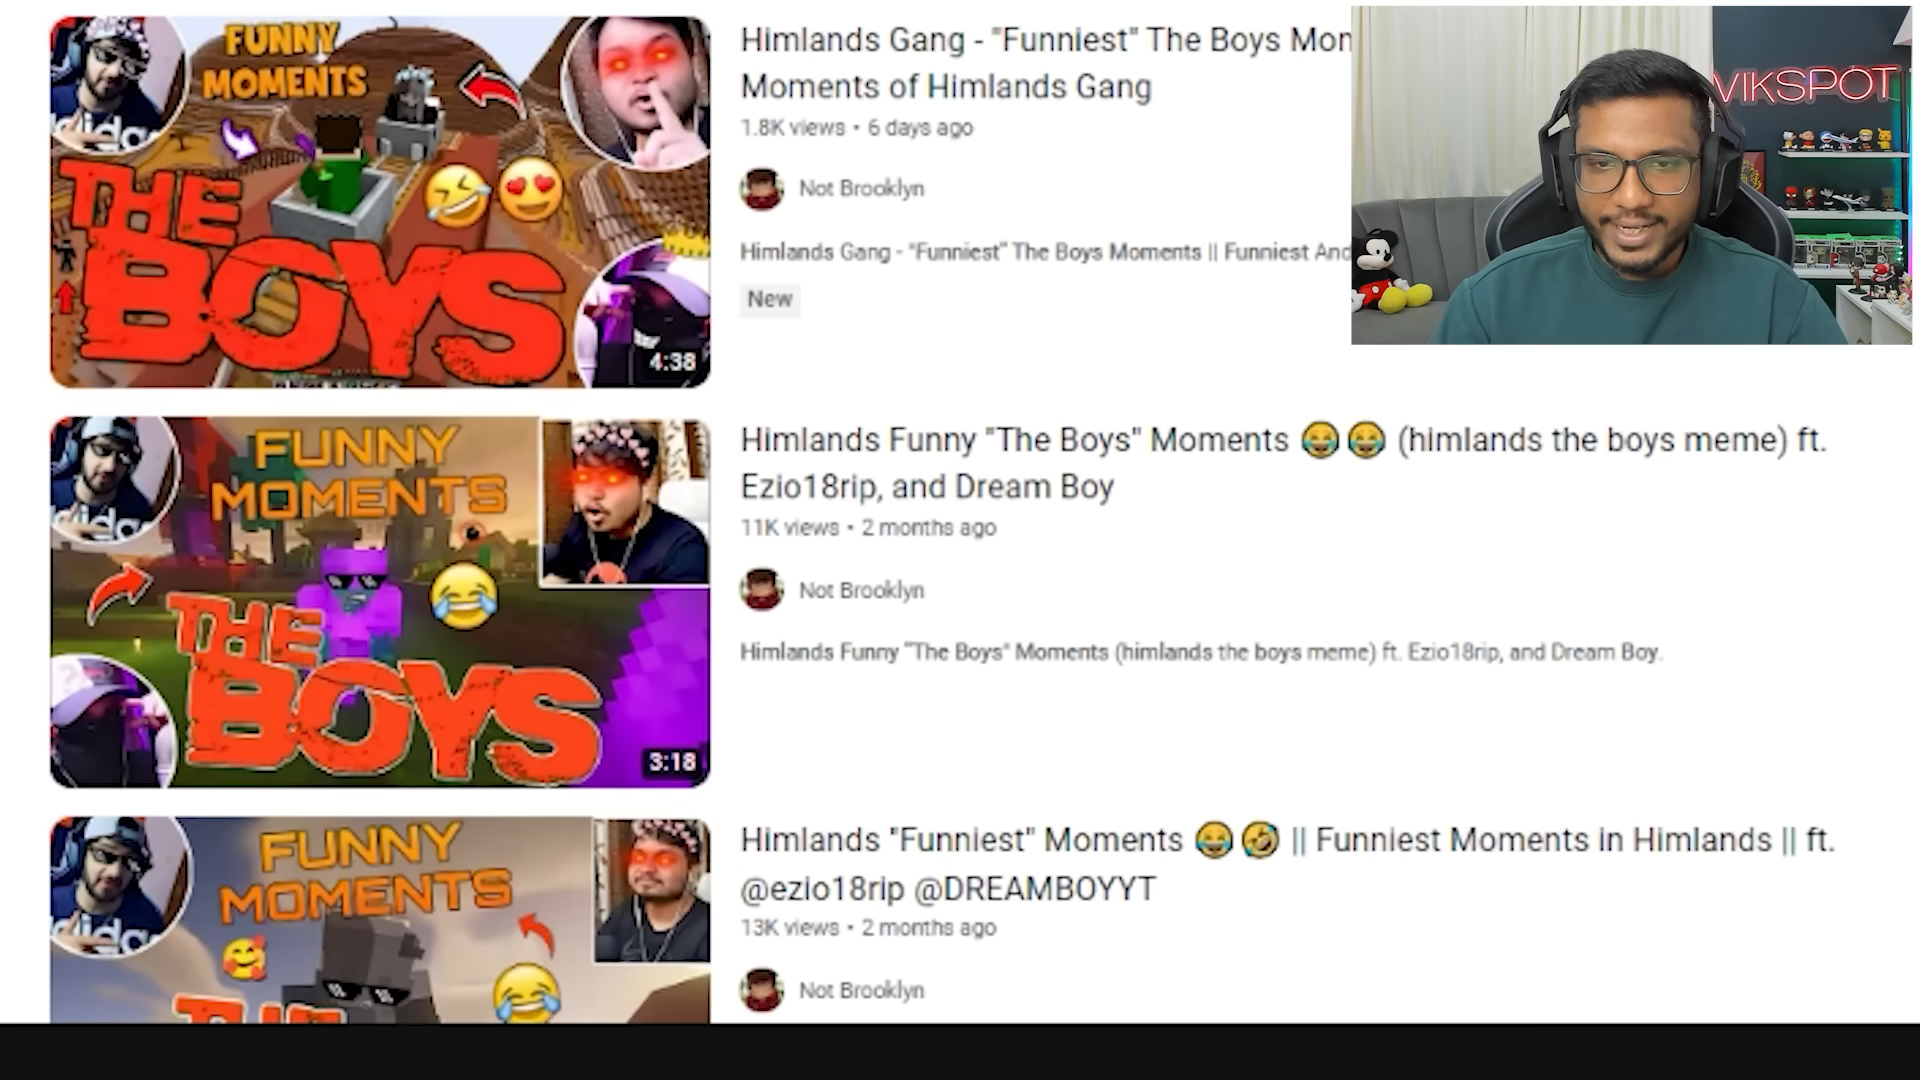 FUNNY
MOMENTS
THE
BOYS
4:38
Himlands Gang - "Funniest" The Boys
Moments of Himlands Gang
1.8K views • 6 days ago
Not Brooklyn
Himlands Gang - "Funniest" The Boys Moments || Funniest And
New
VIKSPOT
FUNNY
MOMENTS
THE
BOYS
3:18
Himlands Funny "The Boys" Moments 😂😂 (himlands the boys meme) ft.
Ezio18rip, and Dream Boy
11K views • 2 months ago
Not Brooklyn
Himlands Funny "The Boys" Moments (himlands the boys meme) ft. Ezio18rip, and Dream Boy.
FUNNY
MOMENTS
Himlands "Funniest" Moments 😂🤣 || Funniest Moments in Himlands || ft.
@ezio18rip @DREAMBOYYT
13K views • 2 months ago
Not Brooklyn